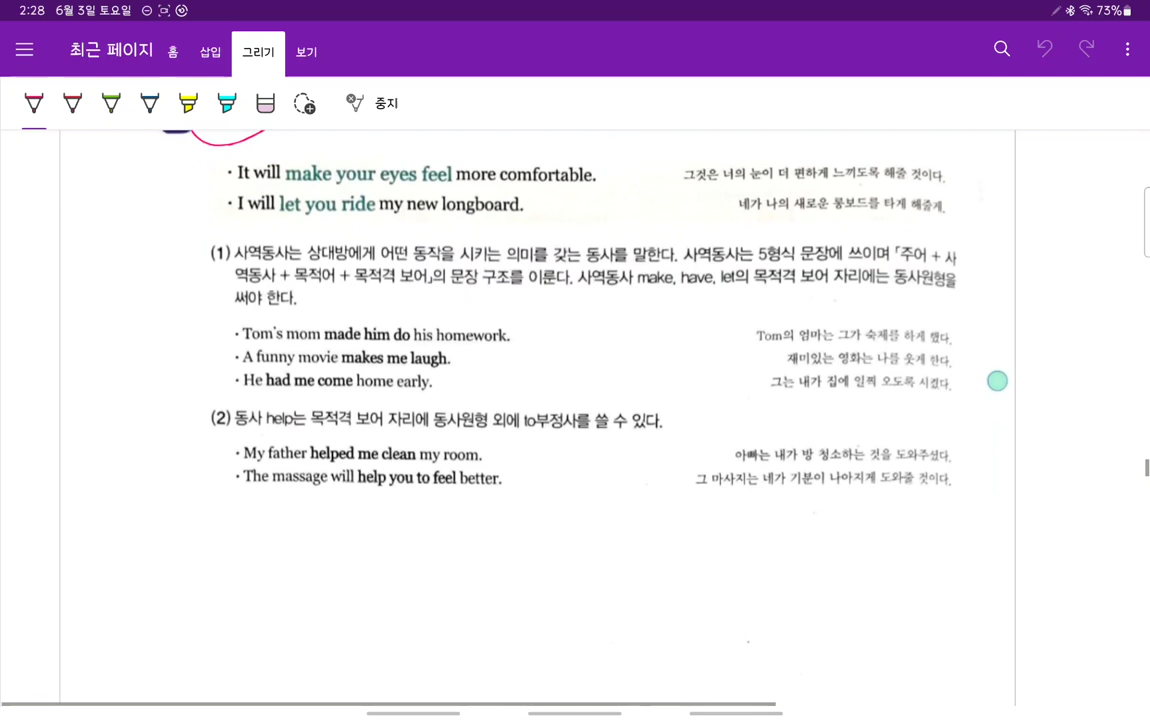 2:28 6월 3일 토요일 73%
최근 페이지 홈 삽입 그리기 보기
중지
· It will make your eyes feel more comfortable. 그것은 너의 눈이 더 편하게 느끼도록 해줄 것이다.
· I will let you ride my new longboard. 네가 나의 새로운 롱보드를 타게 해줄게.
(1) 사역동사는 상대방에게 어떤 동작을 시키는 의미를 갖는 동사를 말한다. 사역동사는 5형식 문장에 쓰이며 「주어 + 사
역동사 + 목적어 + 목적격 보어」의 문장 구조를 이룬다. 사역동사 make, have, let의 목적격 보어 자리에는 동사원형을
써야 한다.
· Tom's mom made him do his homework. Tom의 엄마는 그가 숙제를 하게 했다.
· A funny movie makes me laugh. 재미있는 영화는 나를 웃게 한다.
· He had me come home early. 그는 내가 집에 일찍 오도록 시켰다.
(2) 동사 help는 목적격 보어 자리에 동사원형 외에 to부정사를 쓸 수 있다.
· My father helped me clean my room. 아빠는 내가 방 청소하는 것을 도와주셨다.
· The massage will help you to feel better. 그 마사지는 네가 기분이 나아지게 도와줄 것이다.